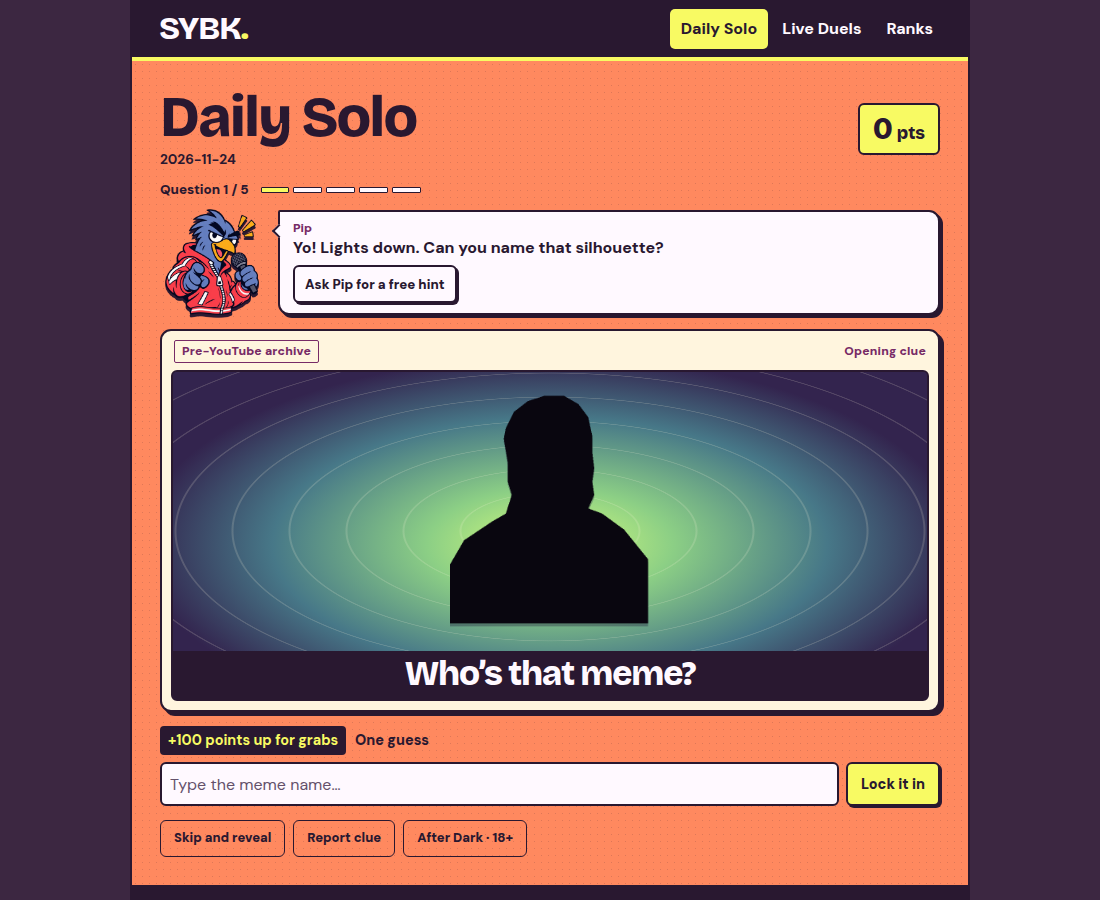 SYBK.
Daily Solo
Live Duels
Ranks
Daily Solo
2026-11-24
0 pts
Question 1 / 5
Pip
Yo! Lights down. Can you name that silhouette?
Ask Pip for a free hint
Pre-YouTube archive
Opening clue
Who's that meme?
+100 points up for grabs
One guess
Type the meme name...
Lock it in
Skip and reveal
Report clue
After Dark · 18+